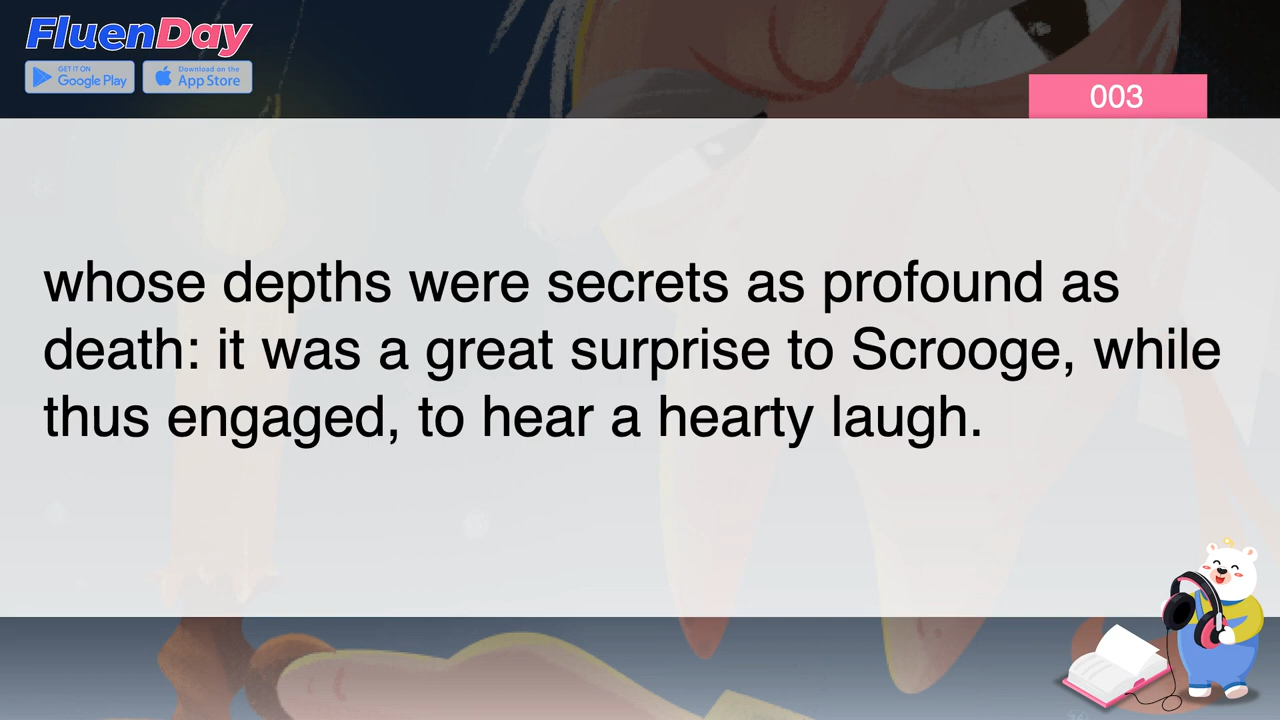 FluenDay
GET IT ON
Google Play
Download on the
App Store
003
whose depths were secrets as profound as
death: it was a great surprise to Scrooge, while
thus engaged, to hear a hearty laugh.